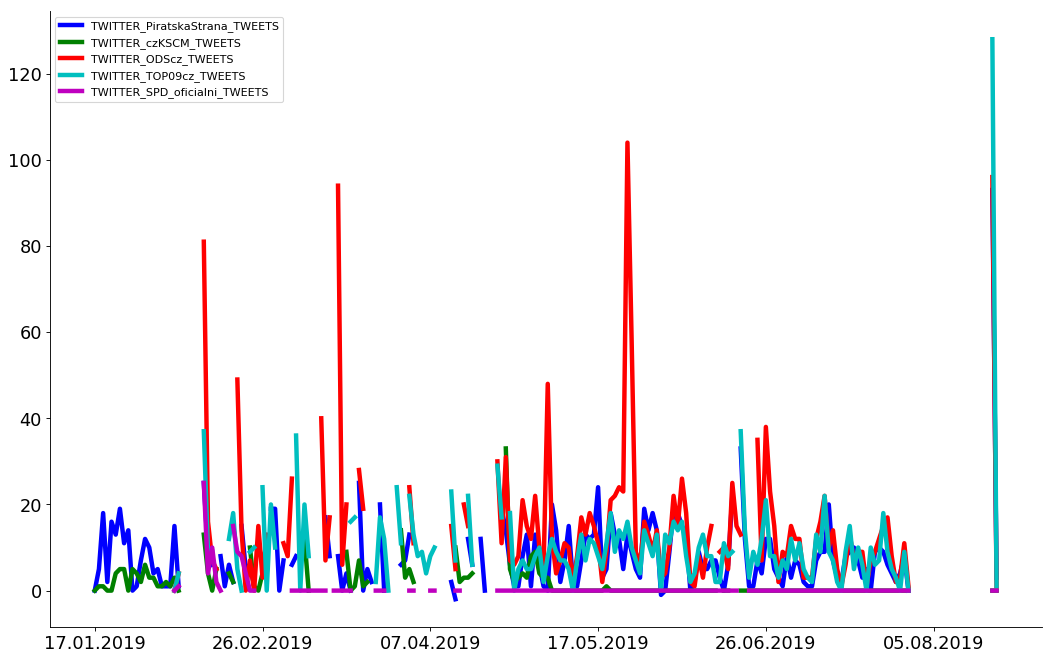 TWITTER_PiratskaStrana_TWEETS
TWITTER_czKSCM_TWEETS
TWITTER_ODScz_TWEETS
TWITTER_TOP09cz_TWEETS
TWITTER_SPD_oficialni_TWEETS
120
100
80
60
40
20
0
17.01.2019 26.02.2019 07.04.2019 17.05.2019 26.06.2019 05.08.2019